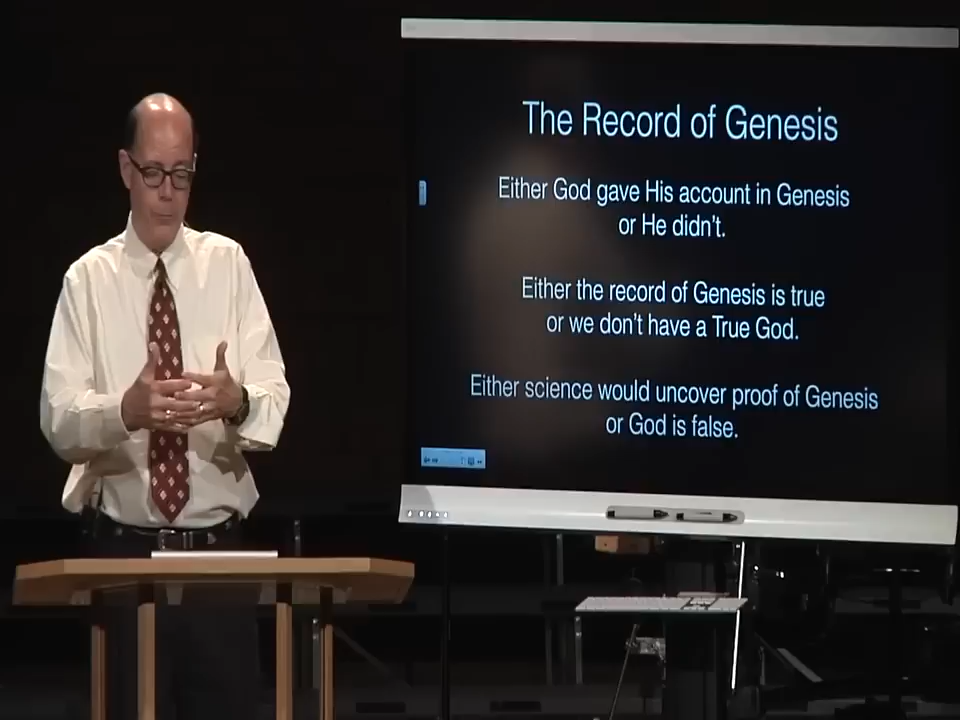 The Record of Genesis
Either God gave His account in Genesis
or He didn't.
Either the record of Genesis is true
or we don't have a True God.
Either science would uncover proof of Genesis
or God is false.